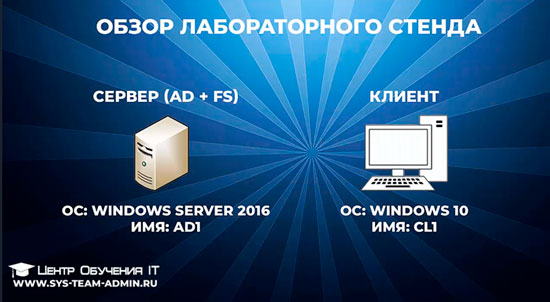 ОБЗОР ЛАБОРАТОРНОГО СТЕНДА
СЕРВЕР (AD + FS)
ОС: WINDOWS SERVER 2016
ИМЯ: AD1
КЛИЕНТ
ОС: WINDOWS 10
ИМЯ: CL1
Центр Обучения IT
WWW.SYS-TEAM-ADMIN.RU